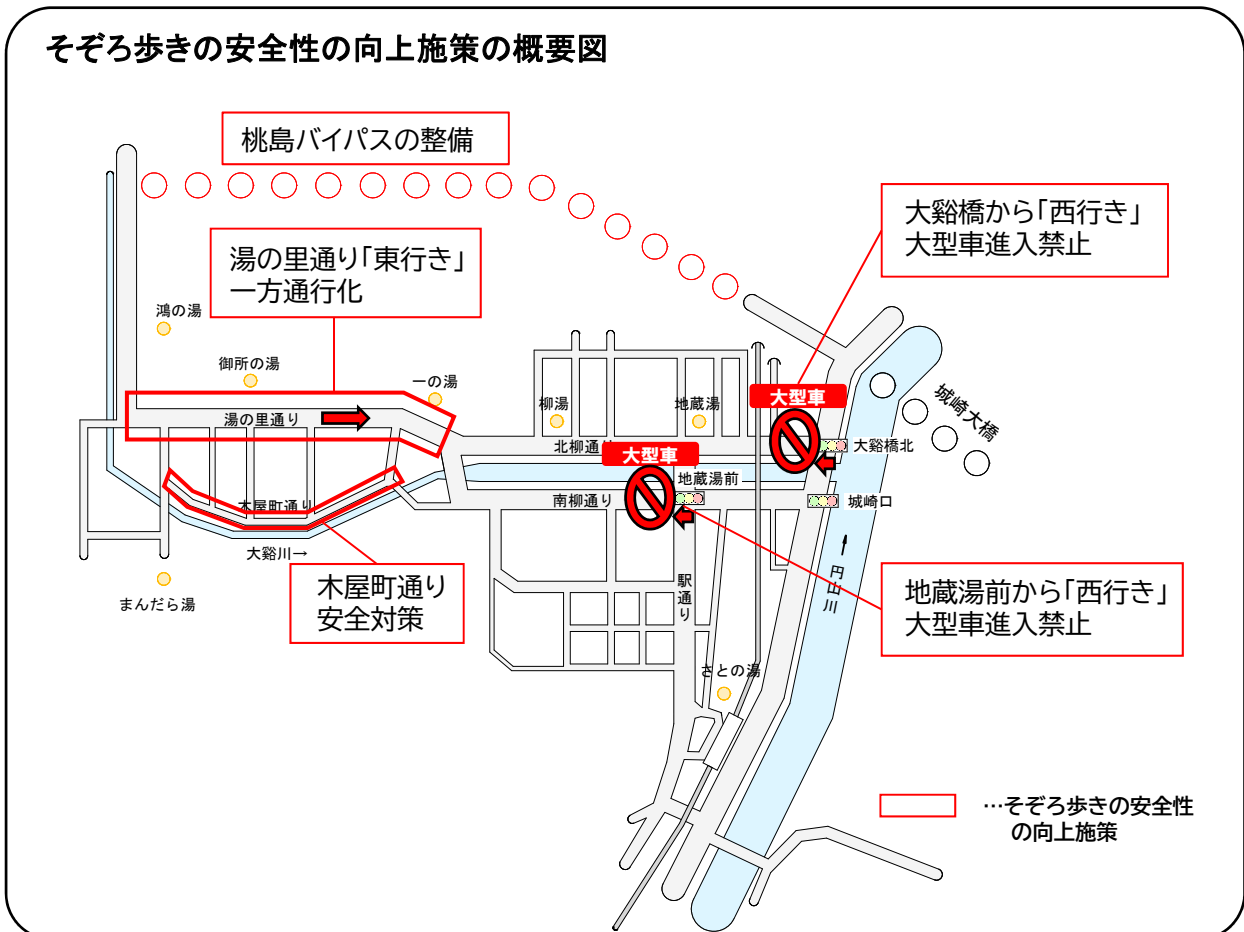 そぞろ歩きの安全性の向上施策の概要図
桃島バイパスの整備
大谿橋から「西行き」
大型車進入禁止
湯の里通り「東行き」
一方通行化
鴻の湯
御所の湯
一の湯
柳湯
地蔵湯
大型車
城崎大橋
湯の里通り
北柳通り
大谿橋北
大型車
地蔵湯前
木屋町通り
南柳通り
城崎口
大谿川→
円山川
木屋町通り
安全対策
まんだら湯
駅通り
地蔵湯前から「西行き」
大型車進入禁止
さとの湯
…そぞろ歩きの安全性
の向上施策